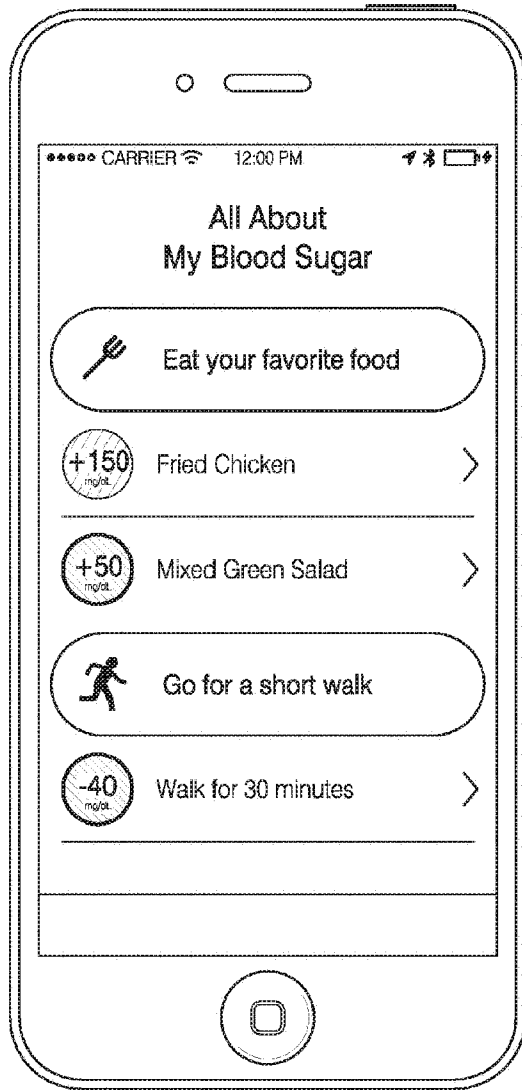 CARRIER 12:00 PM
All About
My Blood Sugar
Eat your favorite food
+150
mg/dL
Fried Chicken
+50
mg/dL
Mixed Green Salad
Go for a short walk
-40
mg/dL
Walk for 30 minutes